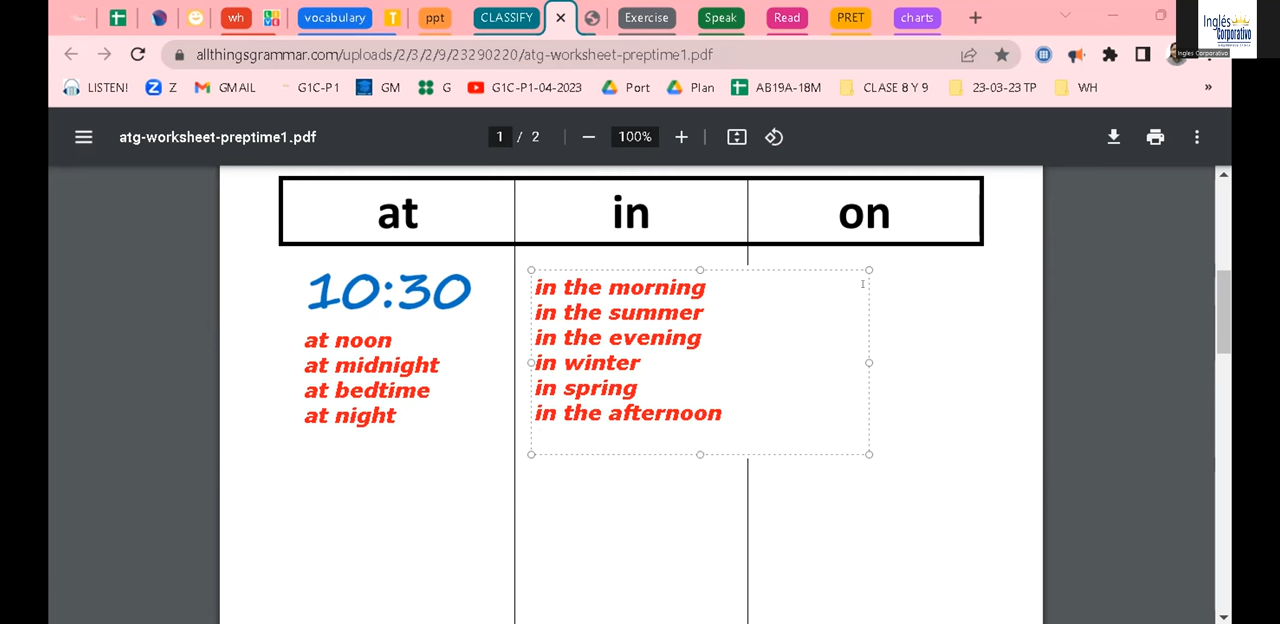 wh
vocabulary
T
ppt
CLASSIFY
Exercise
Speak
Read
PRET
charts
Inglés
Corporativo
Inglés Corporativo
allthingsgrammar.com/uploads/2/3/2/9/23290220/atg-worksheet-preptime1.pdf
LISTEN!
Z
GMAIL
G1C-P1
GM
G
G1C-P1-04-2023
Port
Plan
AB19A-18M
CLASE 8 Y 9
23-03-23 TP
WH
»
atg-worksheet-preptime1.pdf
1 / 2
100%
at
in
on
10:30
at noon
at midnight
at bedtime
at night
in the morning
in the summer
in the evening
in winter
in spring
in the afternoon